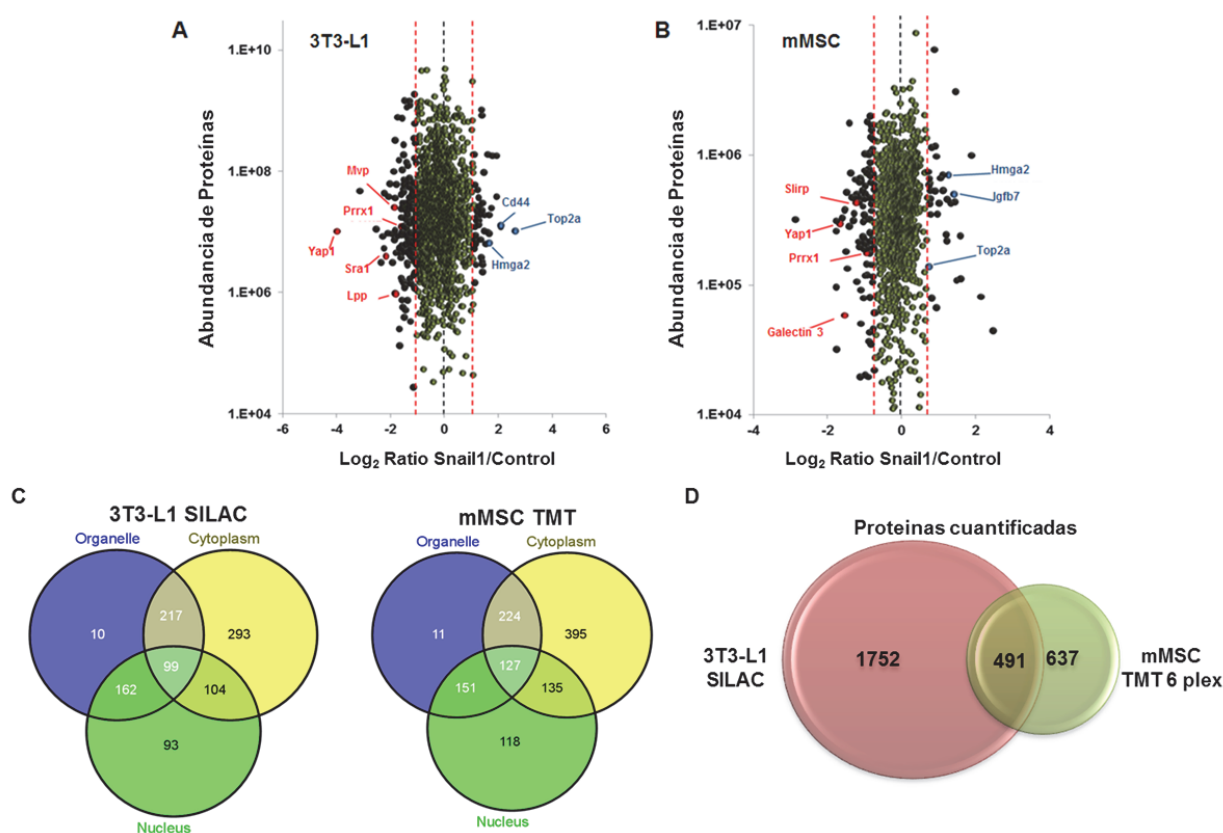 A
3T3-L1
Abundancia de Proteínas
1.E+10
1.E+08
1.E+06
1.E+04
Mvp
Prrx1
Yap1
Sra1
Lpp
Cd44
Top2a
Hmga2
-6
-4
-2
0
2
4
6
Log2 Ratio Snail1/Control
B
mMSC
Abundancia de Proteínas
1.E+07
1.E+06
1.E+05
1.E+04
Slirp
Yap1
Prrx1
Galectin 3
Hmga2
Igfb7
Top2a
-4
-2
0
2
4
Log2 Ratio Snail1/Control
C
3T3-L1 SILAC
Organelle
Cytoplasm
217
10
293
99
162
104
93
Nucleus
mMSC TMT
Organelle
Cytoplasm
224
11
395
127
151
135
118
Nucleus
D
Proteinas cuantificadas
3T3-L1
SILAC
1752
491
637
mMSC
TMT 6 plex